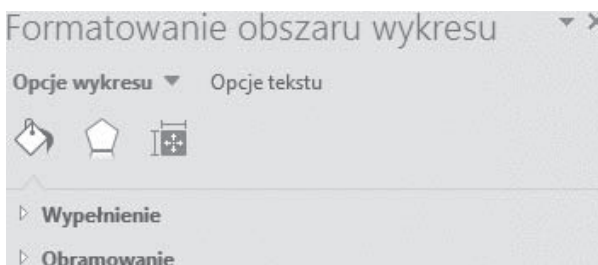 Formatowanie obszaru wykresu
Opcje wykresu Opcje tekstu
Wypełnienie
Obramowanie